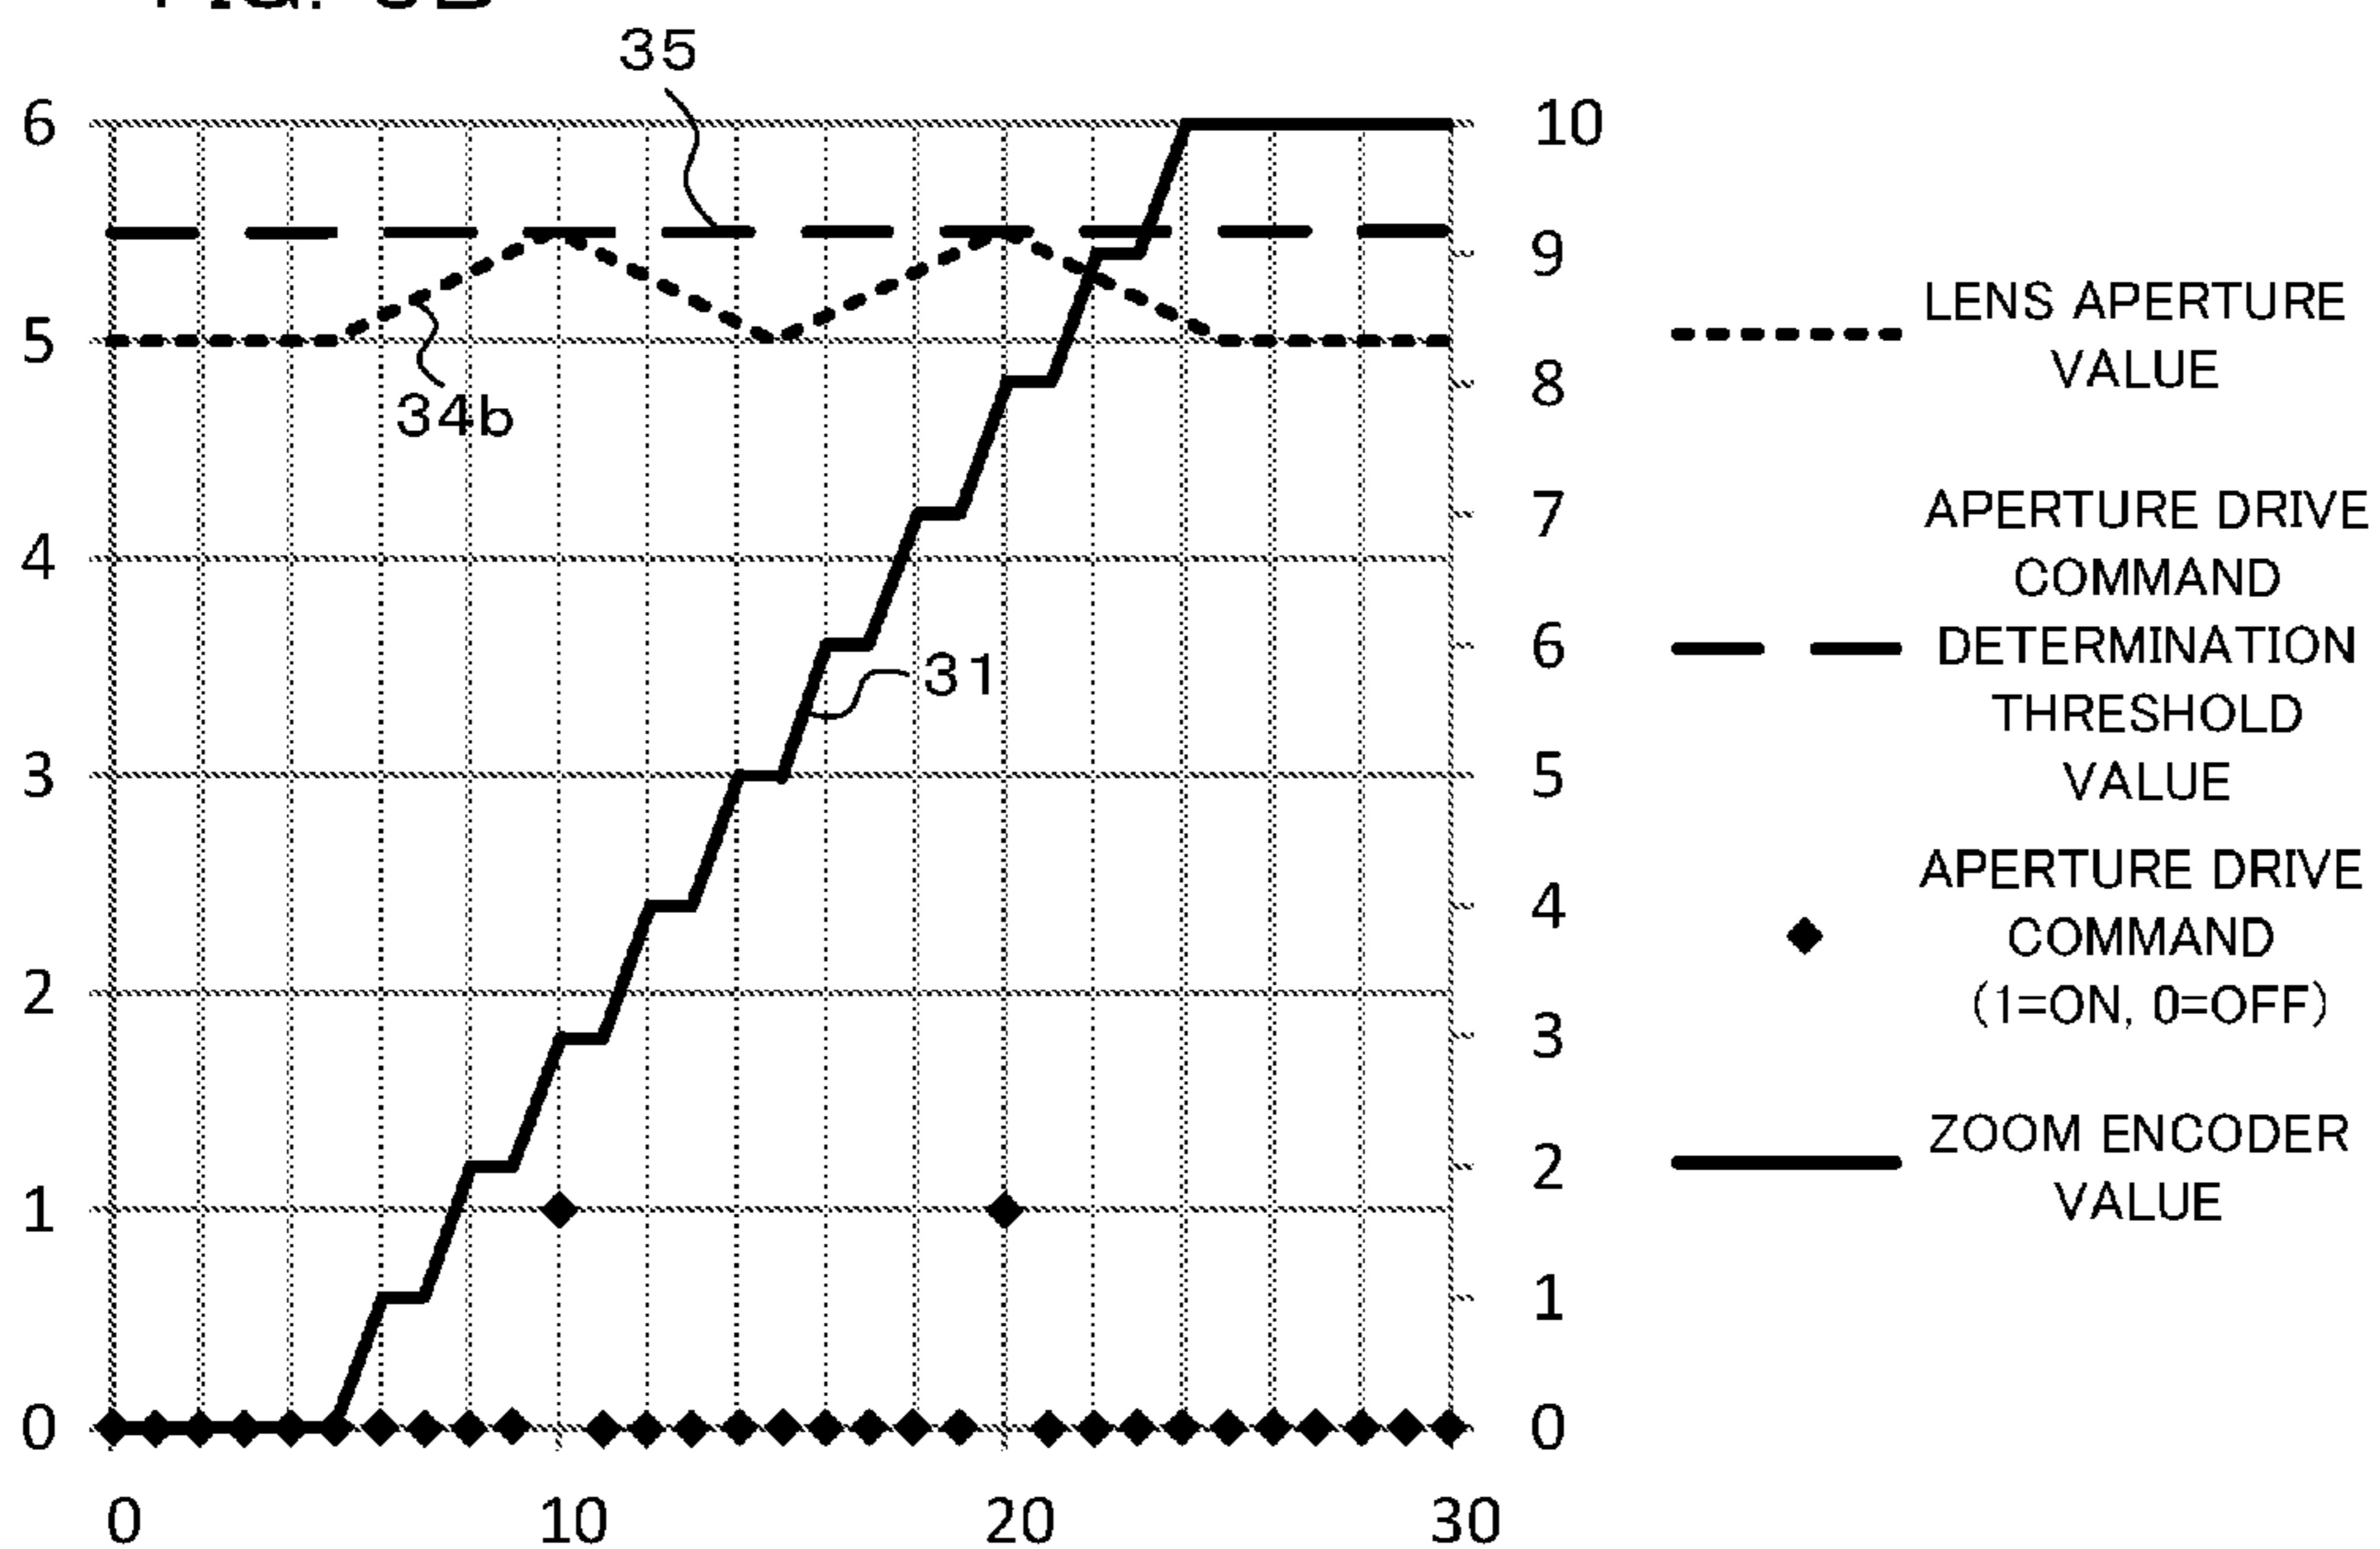 35
6
5
4
3
2
1
0
34b
31
10
9
8
7
6
5
4
3
2
1
0
0 10 20 30
LENS APERTURE
VALUE
APERTURE DRIVE
COMMAND
DETERMINATION
THRESHOLD
VALUE
APERTURE DRIVE
COMMAND
(1=ON, 0=OFF)
ZOOM ENCODER
VALUE